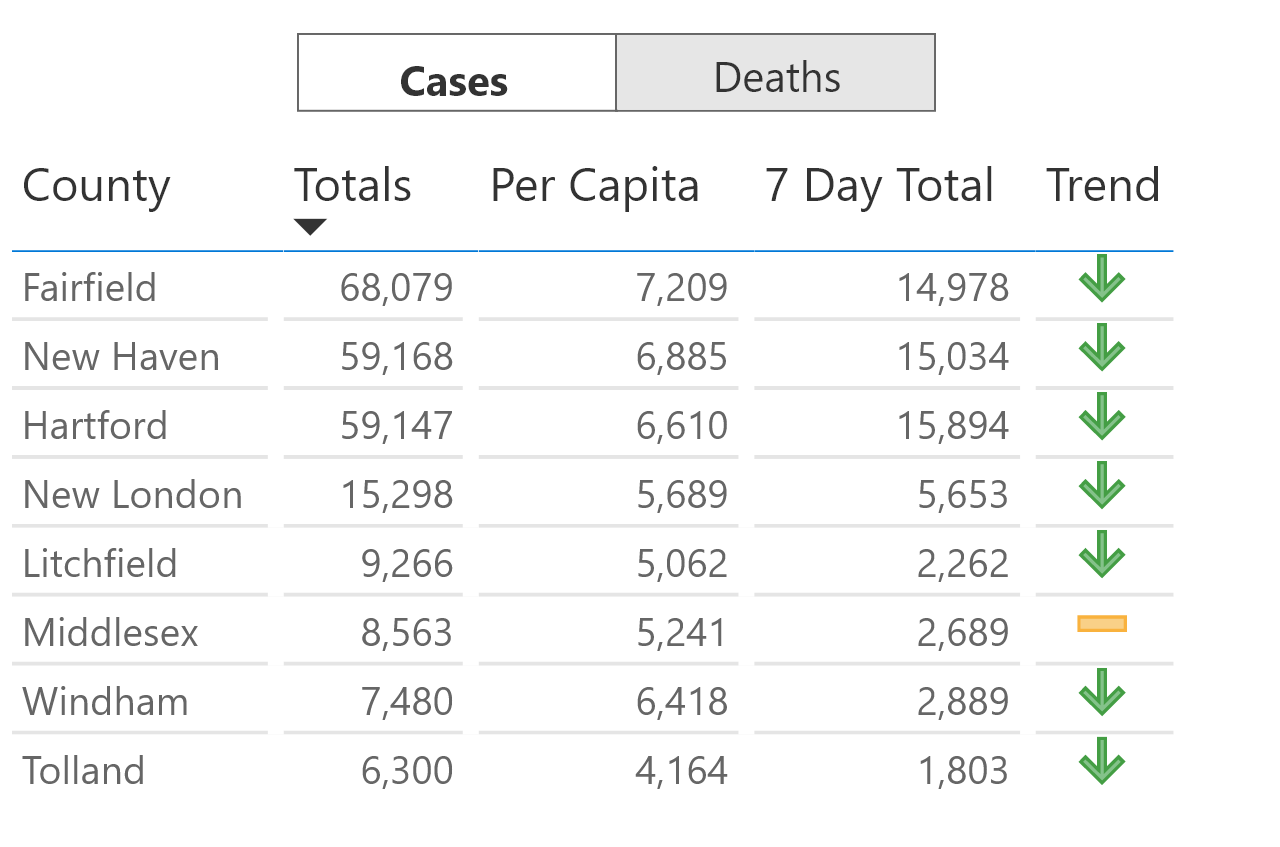 Cases Deaths
County Totals Per Capita 7 Day Total Trend
Fairfield 68,079 7,209 14,978
New Haven 59,168 6,885 15,034
Hartford 59,147 6,610 15,894
New London 15,298 5,689 5,653
Litchfield 9,266 5,062 2,262
Middlesex 8,563 5,241 2,689
Windham 7,480 6,418 2,889
Tolland 6,300 4,164 1,803